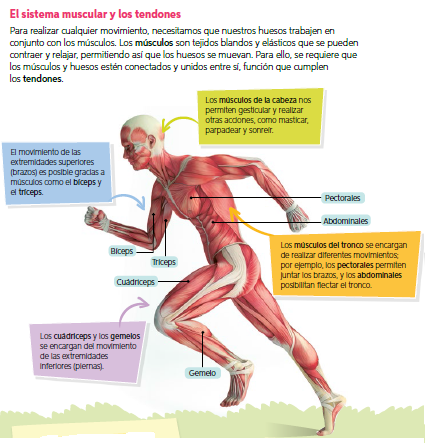 El sistema muscular y los tendones
Para realizar cualquier movimiento, necesitamos que nuestros huesos trabajen en
conjunto con los músculos. Los músculos son tejidos blandos y elásticos que se pueden
contraer y relajar, permitiendo así que los huesos se muevan. Para ello, se requiere que
los músculos y huesos estén conectados y unidos entre sí, función que cumplen
los tendones.
Los músculos de la cabeza nos
permiten gesticular y realizar
otras acciones, como masticar,
parpadear y sonreír.
El movimiento de las
extremidades superiores
(brazos) es posible gracias a
músculos como el bíceps y
el tríceps.
Pectorales
Abdominales
Bíceps
Tríceps
Los músculos del tronco se encargan
de realizar diferentes movimientos;
por ejemplo, los pectorales permiten
juntar los brazos, y los abdominales
posibilitan flectar el tronco.
Cuádriceps
Los cuádriceps y los gemelos
se encargan del movimiento
de las extremidades
inferiores (piernas).
Gemelo